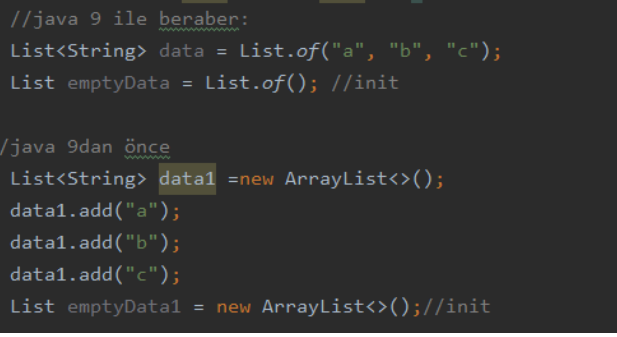 //java 9 ile beraber:
List<String> data = List.of("a", "b", "c");
List emptyData = List.of(); //init
/java 9dan önce
List<String> data1 =new ArrayList<>();
data1.add("a");
data1.add("b");
data1.add("c");
List emptyData1 = new ArrayList<>();//init